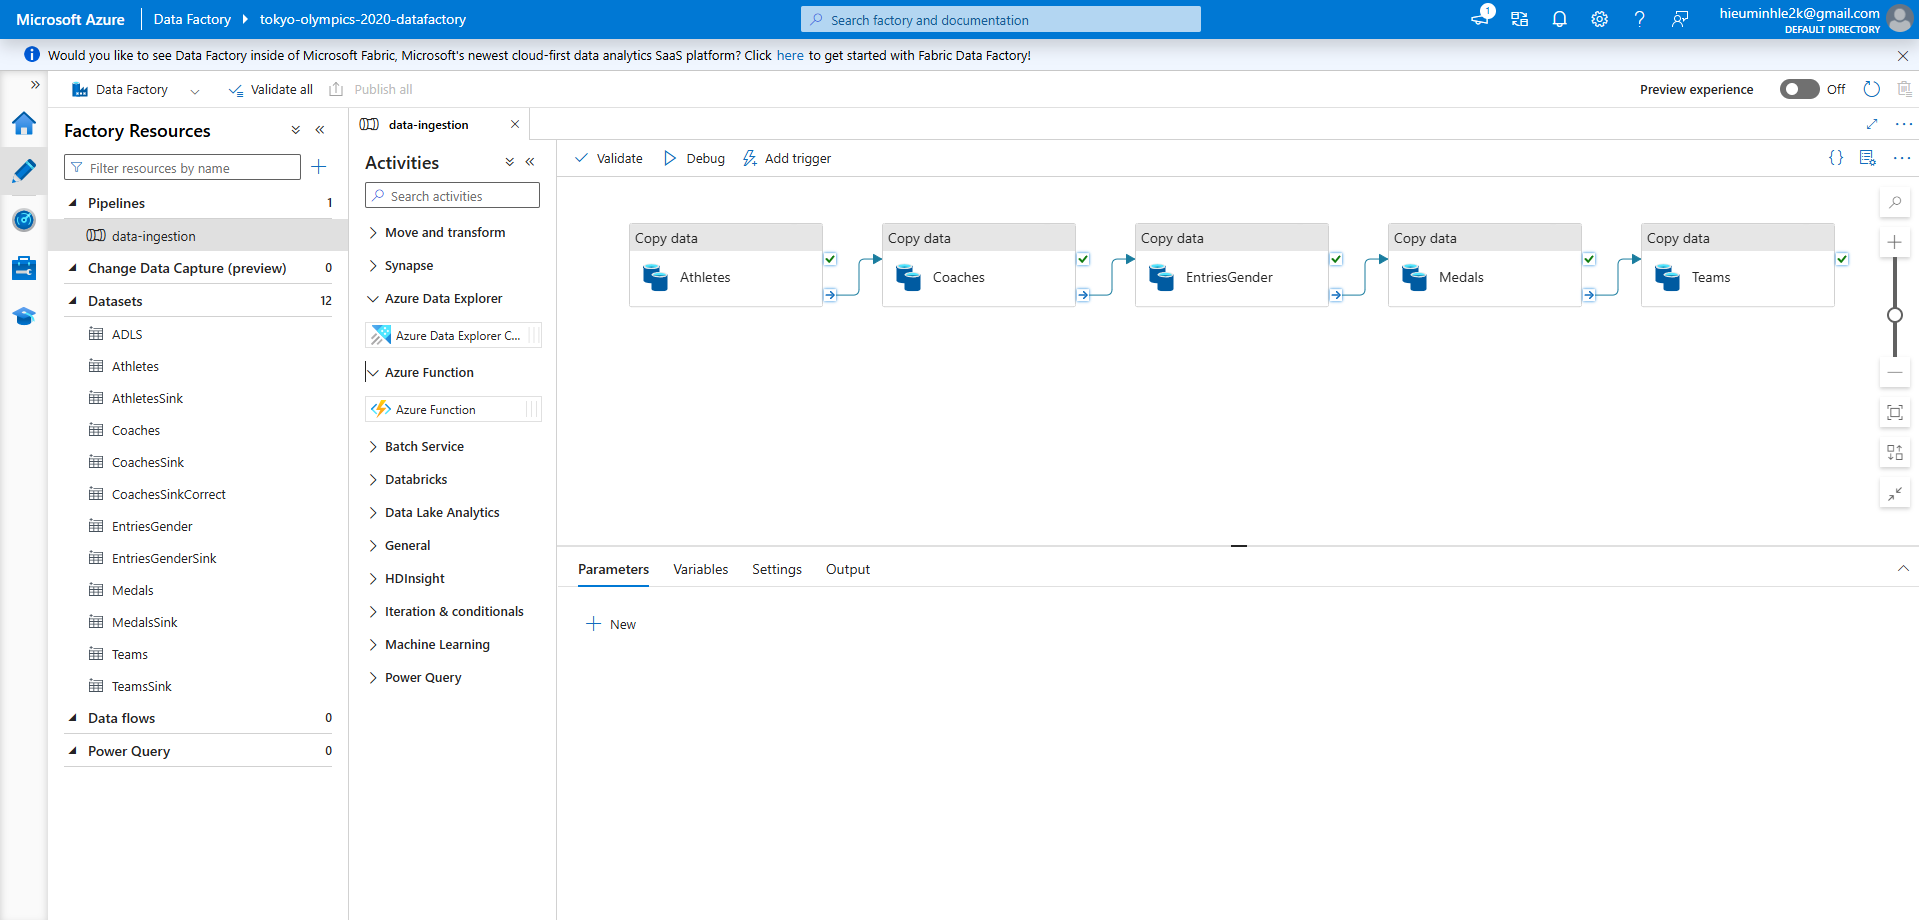 Microsoft Azure Data Factory tokyo-olympics-2020-datafactory
Search factory and documentation
1
hieuminhle2k@gmail.com
DEFAULT DIRECTORY
Would you like to see Data Factory inside of Microsoft Fabric, Microsoft's newest cloud-first data analytics SaaS platform? Click here to get started with Fabric Data Factory!
Data Factory Validate all Publish all
Preview experience Off
Factory Resources
Filter resources by name
Pipelines 1
data-ingestion
Change Data Capture (preview) 0
Datasets 12
ADLS
Athletes
AthletesSink
Coaches
CoachesSink
CoachesSinkCorrect
EntriesGender
EntriesGenderSink
Medals
MedalsSink
Teams
TeamsSink
Data flows 0
Power Query 0
data-ingestion
Activities
Search activities
Move and transform
Synapse
Azure Data Explorer
Azure Data Explorer C...
Azure Function
Azure Function
Batch Service
Databricks
Data Lake Analytics
General
HDInsight
Iteration & conditionals
Machine Learning
Power Query
Validate Debug Add trigger
Copy data
Athletes
Copy data
Coaches
Copy data
EntriesGender
Copy data
Medals
Copy data
Teams
Parameters Variables Settings Output
New